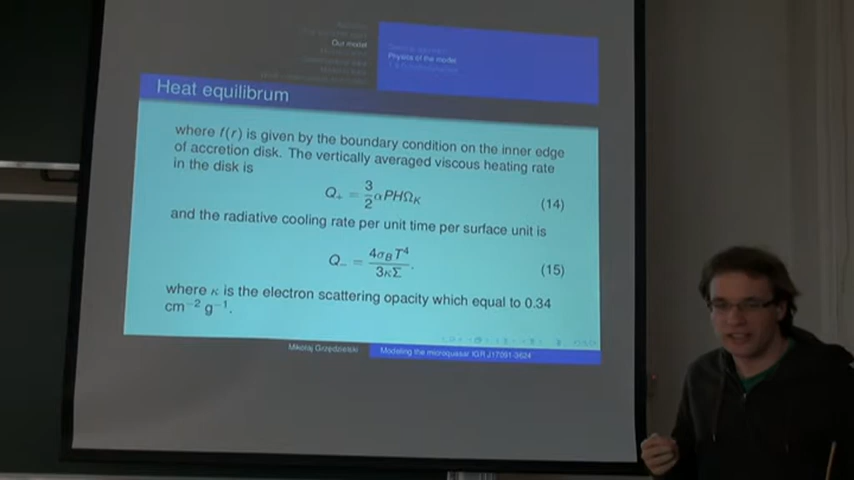 Our model
Physics of the model
Heat equilibrum
where f(r) is given by the boundary condition on the inner edge
of accretion disk. The vertically averaged viscous heating rate
in the disk is
Q₊ = 3/2 αPHΩ_K (14)
and the radiative cooling rate per unit time per surface unit is
Q₋ = 4σ_B T⁴ / 3κΣ. (15)
where κ is the electron scattering opacity which equal to 0.34
cm⁻² g⁻¹.
Mikołaj Grzędzielski Modeling the microquasar IGR J17091-3624